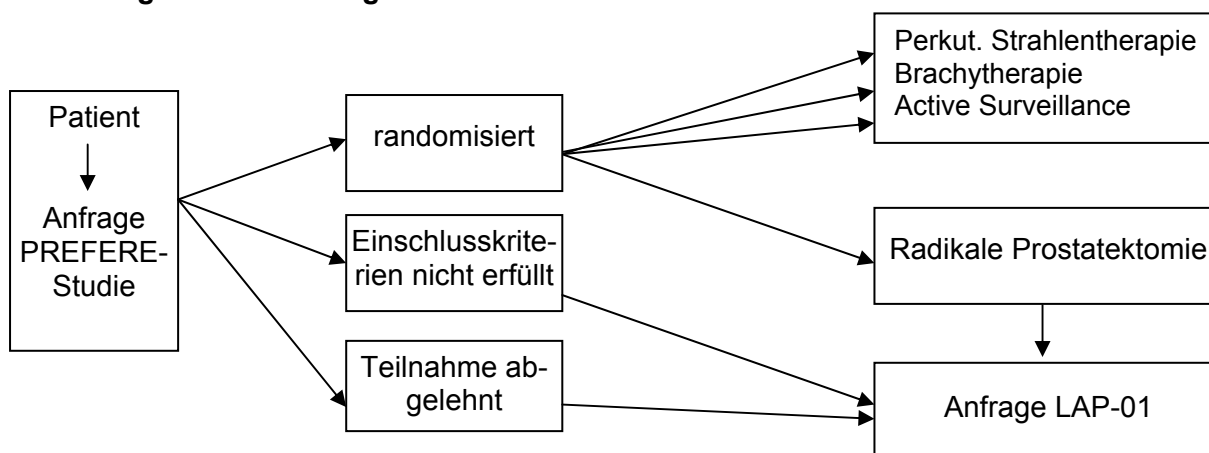 Patient
Anfrage
PREFERE-
Studie
randomisiert
Einschlusskrite-
rien nicht erfüllt
Teilnahme ab-
gelehnt
Perkut. Strahlentherapie
Brachytherapie
Active Surveillance
Radikale Prostatektomie
Anfrage LAP-01